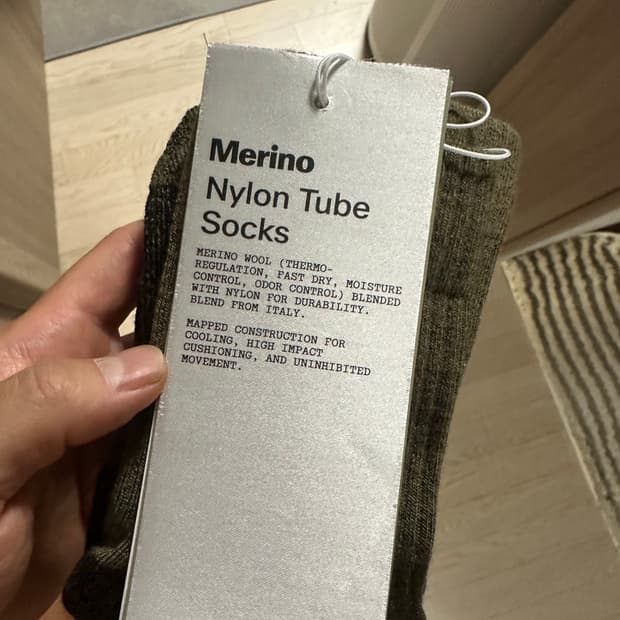 Merino
Nylon Tube
Socks
MERINO WOOL (THERMO-
REGULATION, FAST DRY, MOISTURE
CONTROL, ODOR CONTROL) BLENDED
WITH NYLON FOR DURABILITY.
BLEND FROM ITALY.
MAPPED CONSTRUCTION FOR
COOLING, HIGH IMPACT
CUSHIONING, AND UNINHIBITED
MOVEMENT.